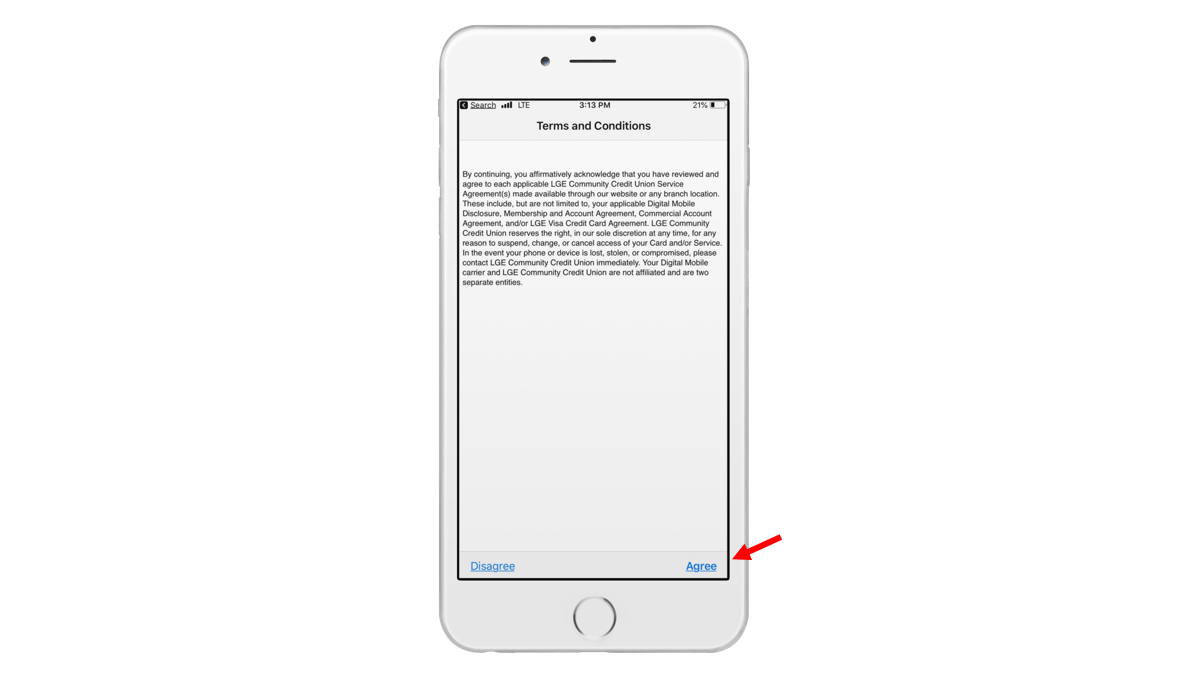 Search LTE 3:13 PM 21%
Terms and Conditions
By continuing, you affirmatively acknowledge that you have reviewed and
agree to each applicable LGE Community Credit Union Service
Agreement(s) made available through our website or any branch location.
These include, but are not limited to, your applicable Digital Mobile
Disclosure, Membership and Account Agreement, Commercial Account
Agreement, and/or LGE Visa Credit Card Agreement. LGE Community
Credit Union reserves the right, in our sole discretion at any time, for any
reason to suspend, change, or cancel access of your Card and/or Service.
In the event your phone or device is lost, stolen, or compromised, please
contact LGE Community Credit Union immediately. Your Digital Mobile
carrier and LGE Community Credit Union are not affiliated and are two
separate entities.
Disagree Agree